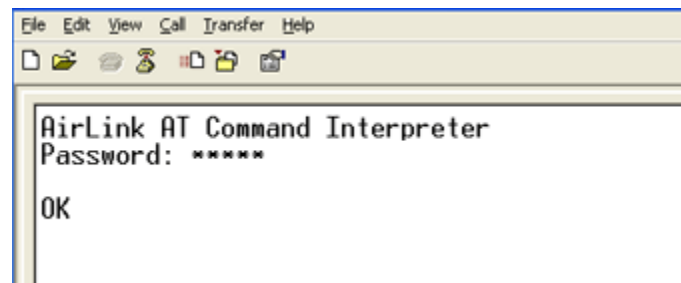 File Edit View Call Transfer Help
AirLink AT Command Interpreter
Password: *****
OK